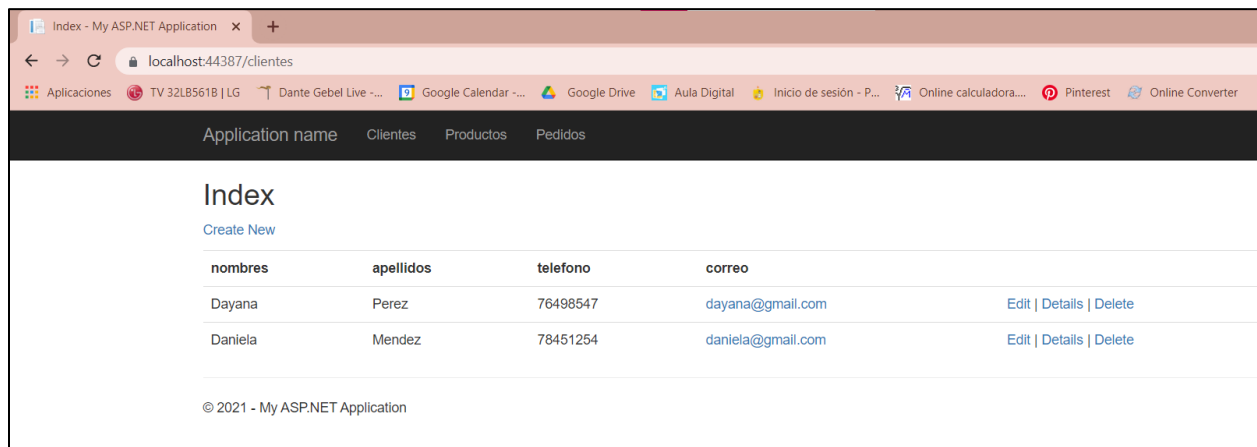 Index - My ASP.NET Application
localhost:44387/clientes
Aplicaciones TV 32LB561B | LG Dante Gebel Live -... 9 Google Calendar -... Google Drive Aula Digital Inicio de sesión - P... Online calculadora.... Pinterest Online Converter
Application name Clientes Productos Pedidos
Index
Create New
nombres apellidos telefono correo
Dayana Perez 76498547 dayana@gmail.com Edit | Details | Delete
Daniela Mendez 78451254 daniela@gmail.com Edit | Details | Delete
© 2021 - My ASP.NET Application